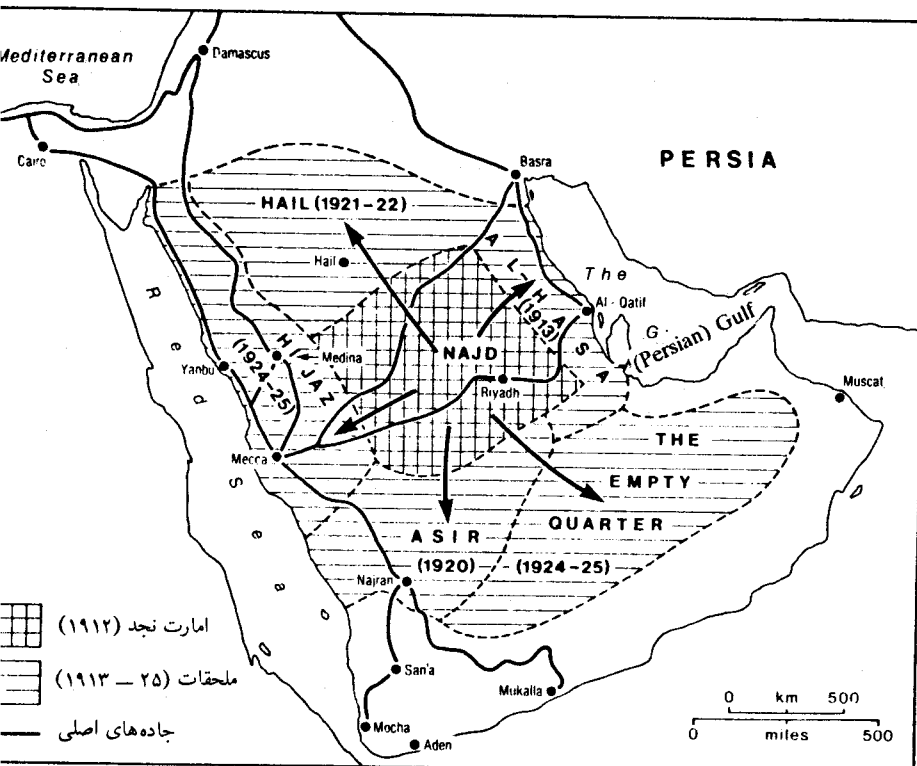 Mediterranean
Sea
Damascus
Cairo
Basra
PERSIA
HAIL (1921-22)
Hail
AL HASA
(1913)
The
Al-Qatif
G.
(Persian) Gulf
HIJAZ
(1924-25)
Medina
NAJD
Yanbu
Riyadh
Muscat
Red Sea
Mecca
THE
EMPTY
QUARTER
(1924-25)
ASIR
(1920)
Najran
San'a
Mukalla
Mocha
Aden
امارت نجد (۱۹۱۲)
ملحقات (۲۵ — ۱۹۱۳)
جاده‌های اصلی
0 km 500
0 miles 500